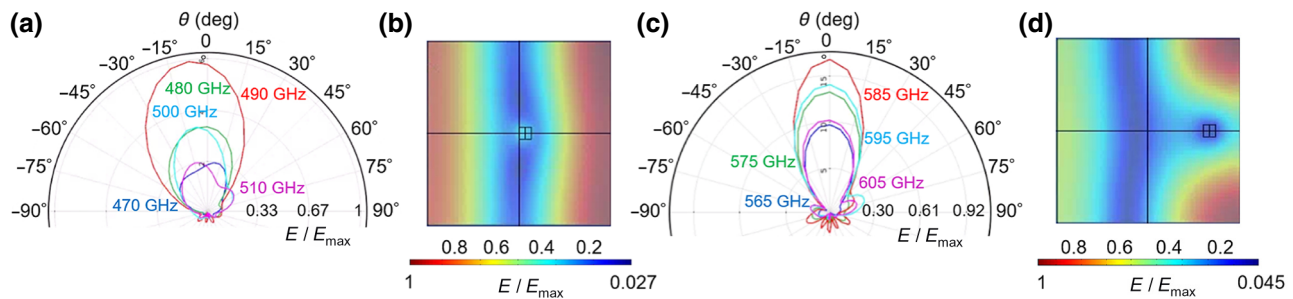 (a)
θ (deg)
0
−15° 15°
−30° 30°
−45° 45°
−60° 60°
−75° 75°
−90° 90°
480 GHz
490 GHz
500 GHz
510 GHz
470 GHz
0.33 0.67 1
E / Emax
(b)
0.8 0.6 0.4 0.2
1 0.027
E / Emax
(c)
θ (deg)
0
−15° 15°
−30° 30°
−45° 45°
−60° 60°
−75° 75°
−90° 90°
585 GHz
595 GHz
575 GHz
605 GHz
565 GHz
15
10
5
0.30 0.61 0.92
E / Emax
(d)
0.8 0.6 0.4 0.2
1 0.045
E / Emax